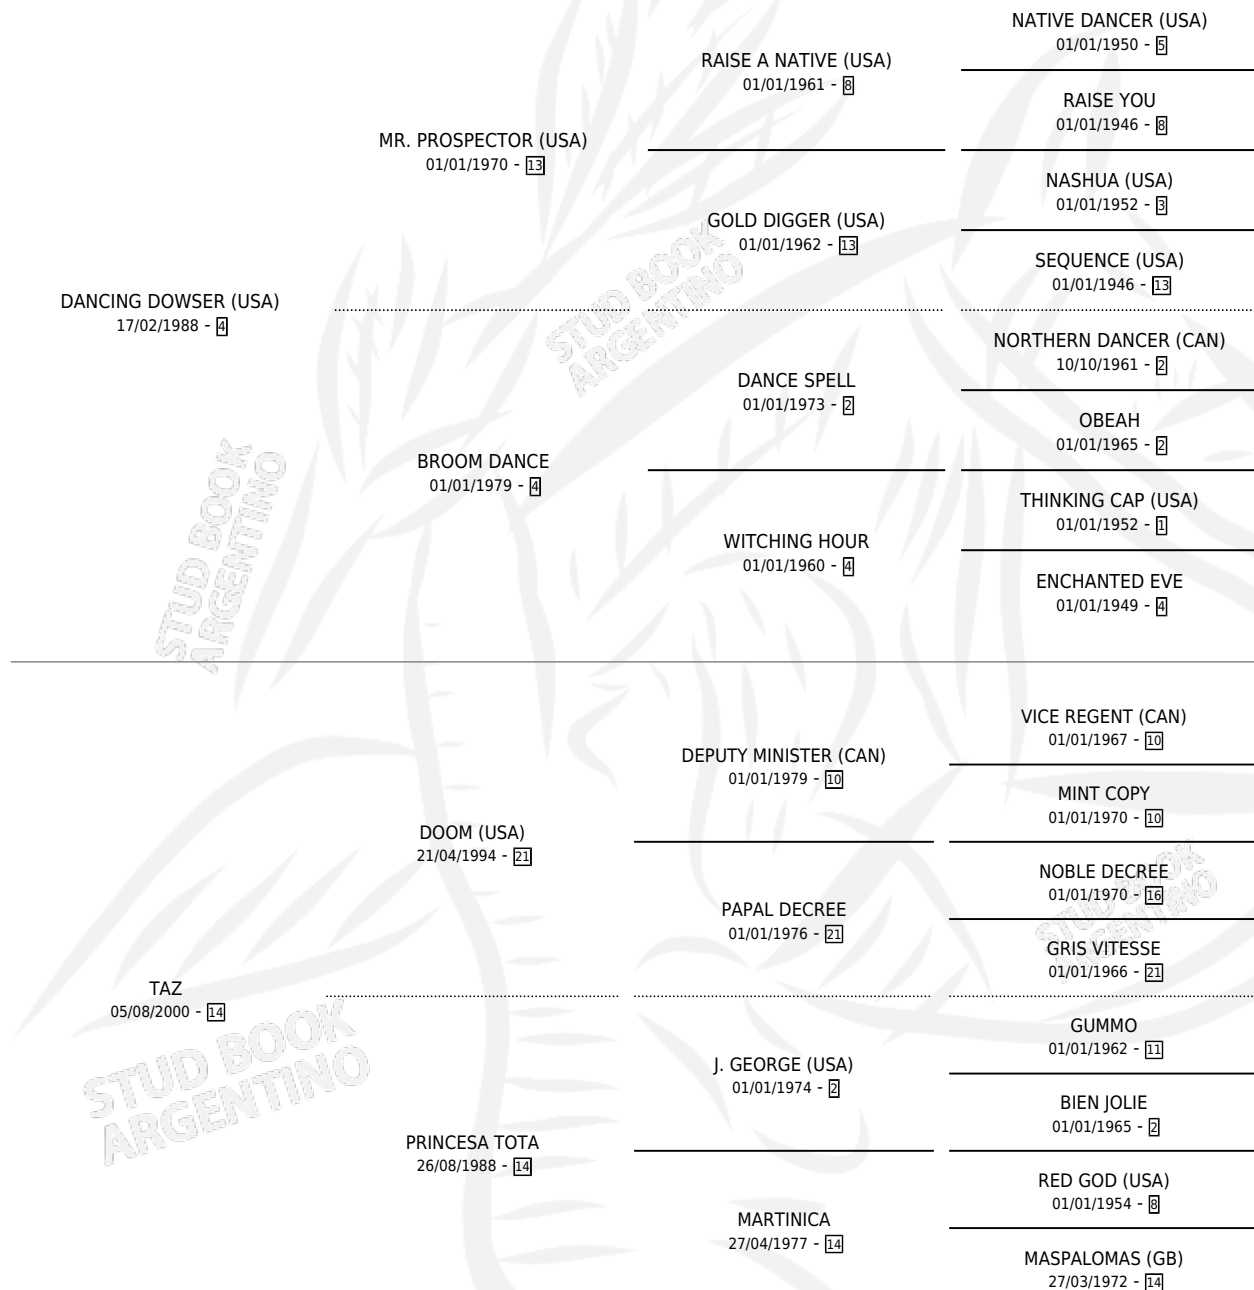 NATIVE DANCER (USA)
01/01/1950 - 5
RAISE A NATIVE (USA)
01/01/1961 - 8
RAISE YOU
01/01/1946 - 8
MR. PROSPECTOR (USA)
01/01/1970 - 13
NASHUA (USA)
01/01/1952 - 3
GOLD DIGGER (USA)
01/01/1962 - 13
SEQUENCE (USA)
01/01/1946 - 13
DANCING DOWSER (USA)
17/02/1988 - 4
NORTHERN DANCER (CAN)
10/10/1961 - 2
DANCE SPELL
01/01/1973 - 2
OBEAH
01/01/1965 - 2
BROOM DANCE
01/01/1979 - 4
THINKING CAP (USA)
01/01/1952 - 1
WITCHING HOUR
01/01/1960 - 4
ENCHANTED EVE
01/01/1949 - 4
VICE REGENT (CAN)
01/01/1967 - 10
DEPUTY MINISTER (CAN)
01/01/1979 - 10
MINT COPY
01/01/1970 - 10
DOOM (USA)
21/04/1994 - 21
NOBLE DECREE
01/01/1970 - 16
PAPAL DECREE
01/01/1976 - 21
GRIS VITESSE
01/01/1966 - 21
TAZ
05/08/2000 - 14
GUMMO
01/01/1962 - 11
J. GEORGE (USA)
01/01/1974 - 2
BIEN JOLIE
01/01/1965 - 2
PRINCESA TOTA
26/08/1988 - 14
RED GOD (USA)
01/01/1954 - 8
MARTINICA
27/04/1977 - 14
MASPALOMAS (GB)
27/03/1972 - 14
STUD BOOK
ARGENTINO
STUD BOOK
ARGENTINO
STUD BOOK
ARGENTINO
STUD BOOK
ARGENTINO